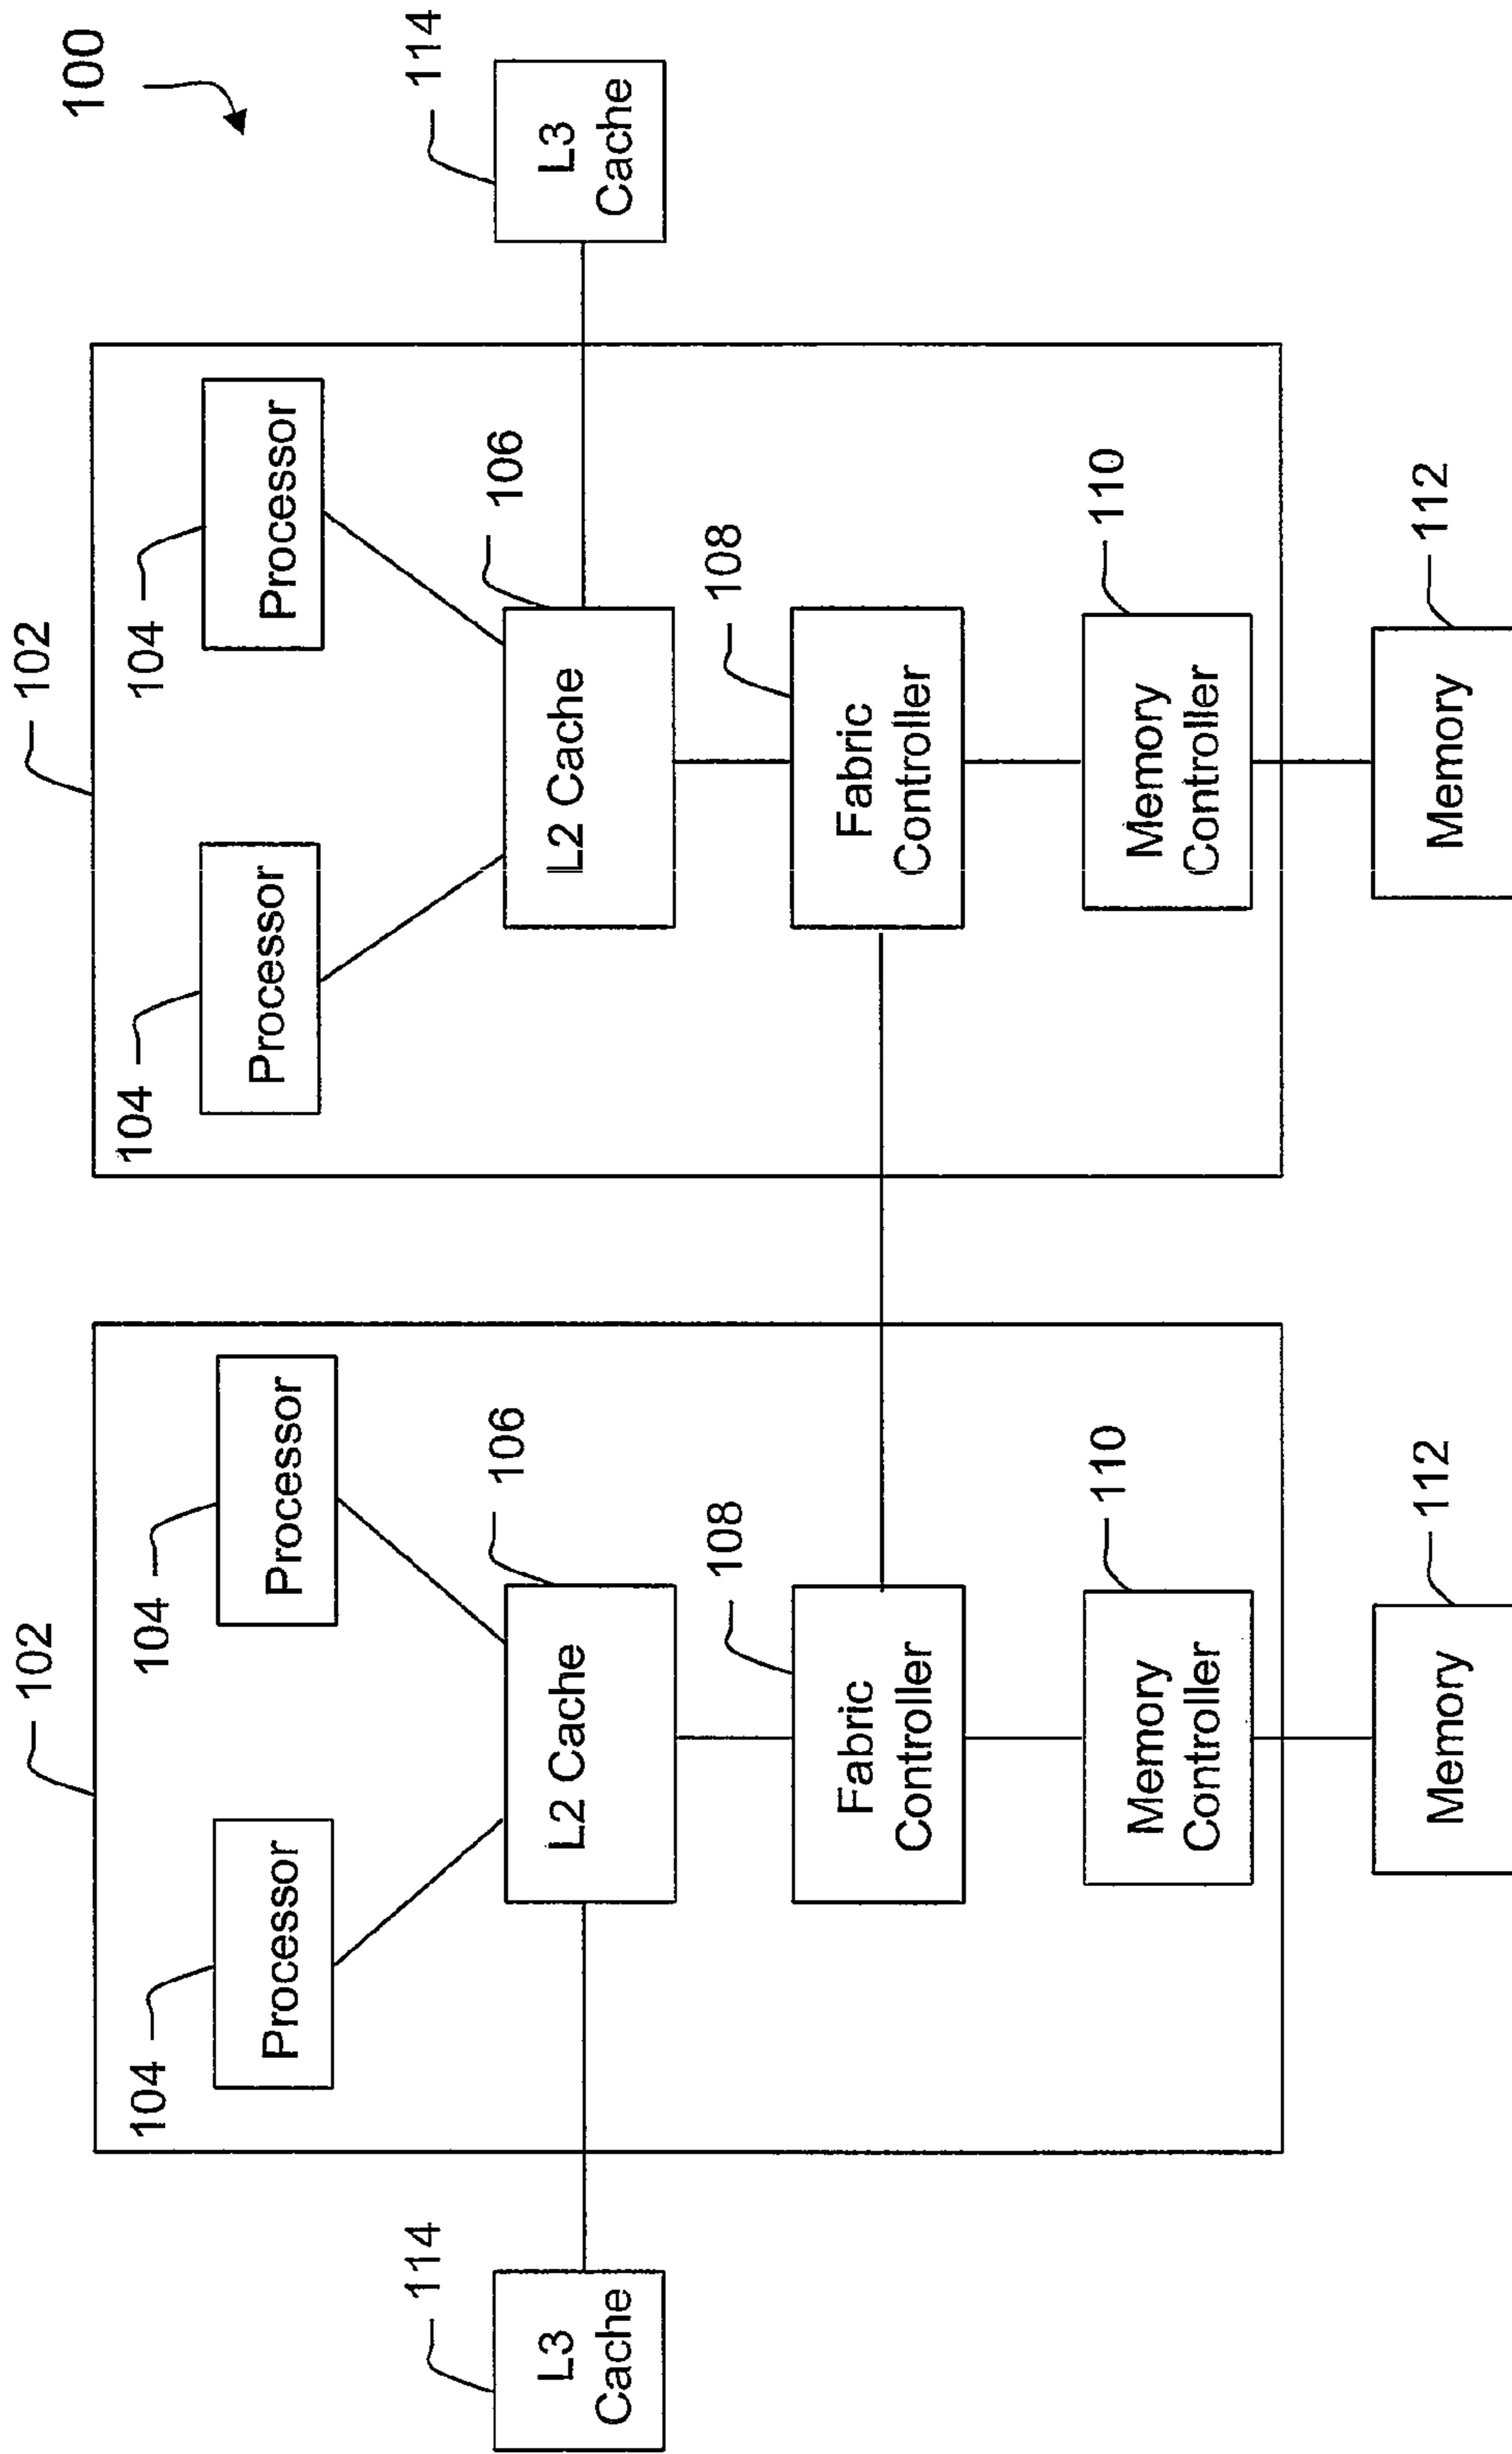 100
102
102
104
Processor
104
Processor
104
Processor
104
Processor
114
L3
Cache
106
L2 Cache
106
L2 Cache
114
L3
Cache
108
Fabric
Controller
108
Fabric
Controller
110
Memory
Controller
110
Memory
Controller
112
Memory
112
Memory